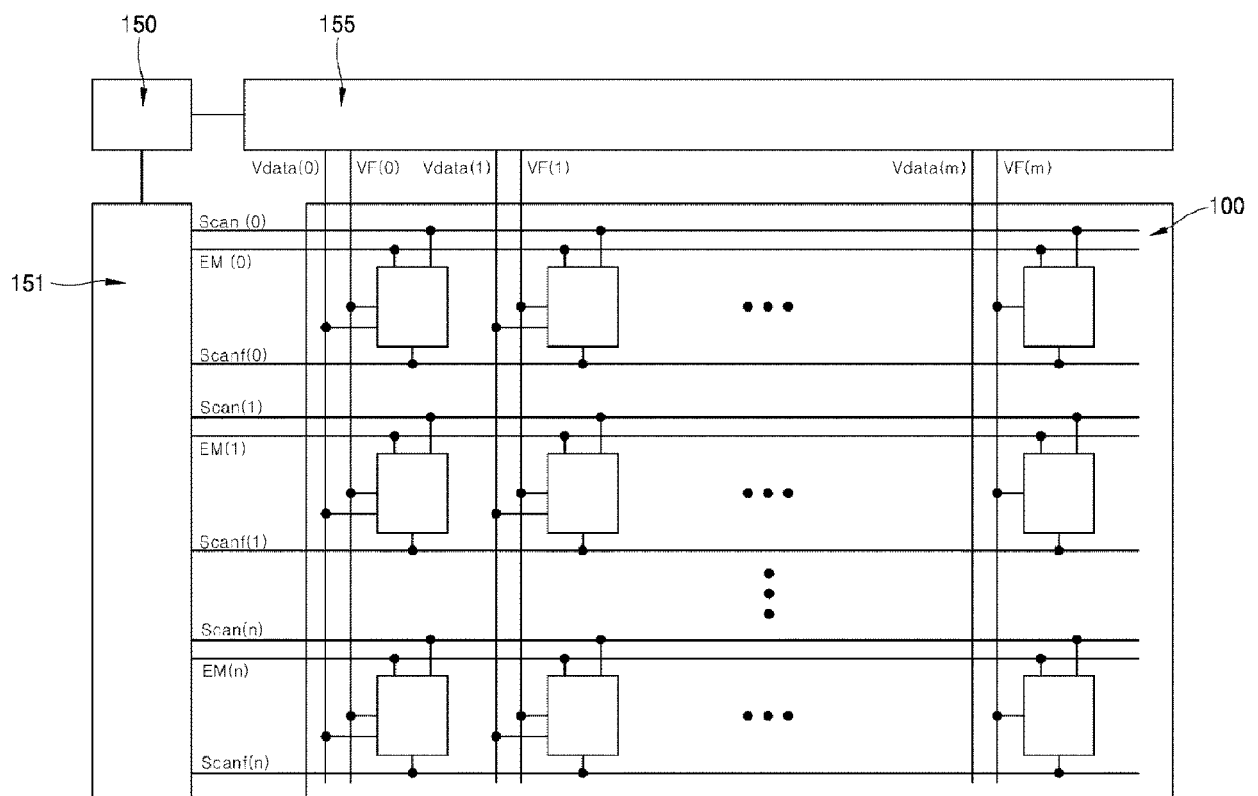 150
155
Vdata(0) VF(0) Vdata(1) VF(1) Vdata(m) VF(m)
100
Scan (0)
EM (0)
151
Scanf(0)
Scan(1)
EM(1)
Scanf(1)
Scan(n)
EM(n)
Scanf(n)